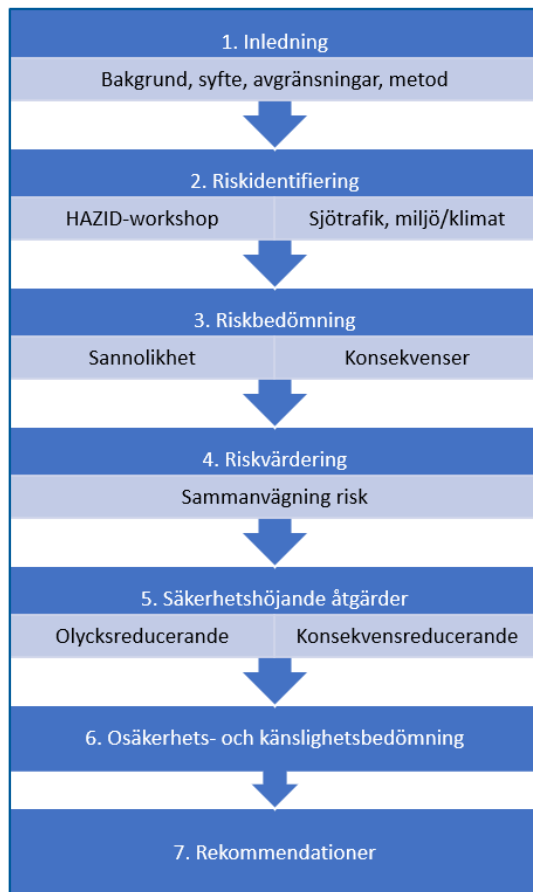 1. Inledning
Bakgrund, syfte, avgränsningar, metod
2. Riskidentifiering
HAZID-workshop
Sjötrafik, miljö/klimat
3. Riskbedömning
Sannolikhet
Konsekvenser
4. Riskvärdering
Sammanvägning risk
5. Säkerhetshöjande åtgärder
Olycksreducerande
Konsekvensreducerande
6. Osäkerhets- och känslighetsbedömning
7. Rekommendationer